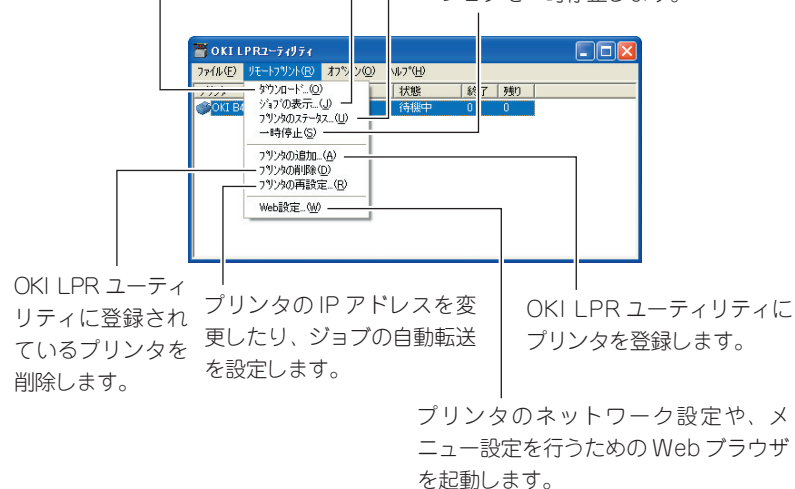 OKI LPRユーティリティ
ファイル(F) リモートプリント(R) オプション(O) ヘルプ(H)
状態 終了 残り
OKI B4 待機中 0 0
ダウンロード...(O)
ジョブの表示...(J)
プリンタのステータス...(U)
一時停止(S)
プリンタの追加...(A)
プリンタの削除(D)
プリンタの再設定...(R)
Web設定...(W)
OKI LPR ユーティ
リティに登録され
ているプリンタを
削除します。
プリンタの IP アドレスを変
更したり、ジョブの自動転送
を設定します。
OKI LPR ユーティリティに
プリンタを登録します。
プリンタのネットワーク設定や、メ
ニュー設定を行うための Web ブラウザ
を起動します。